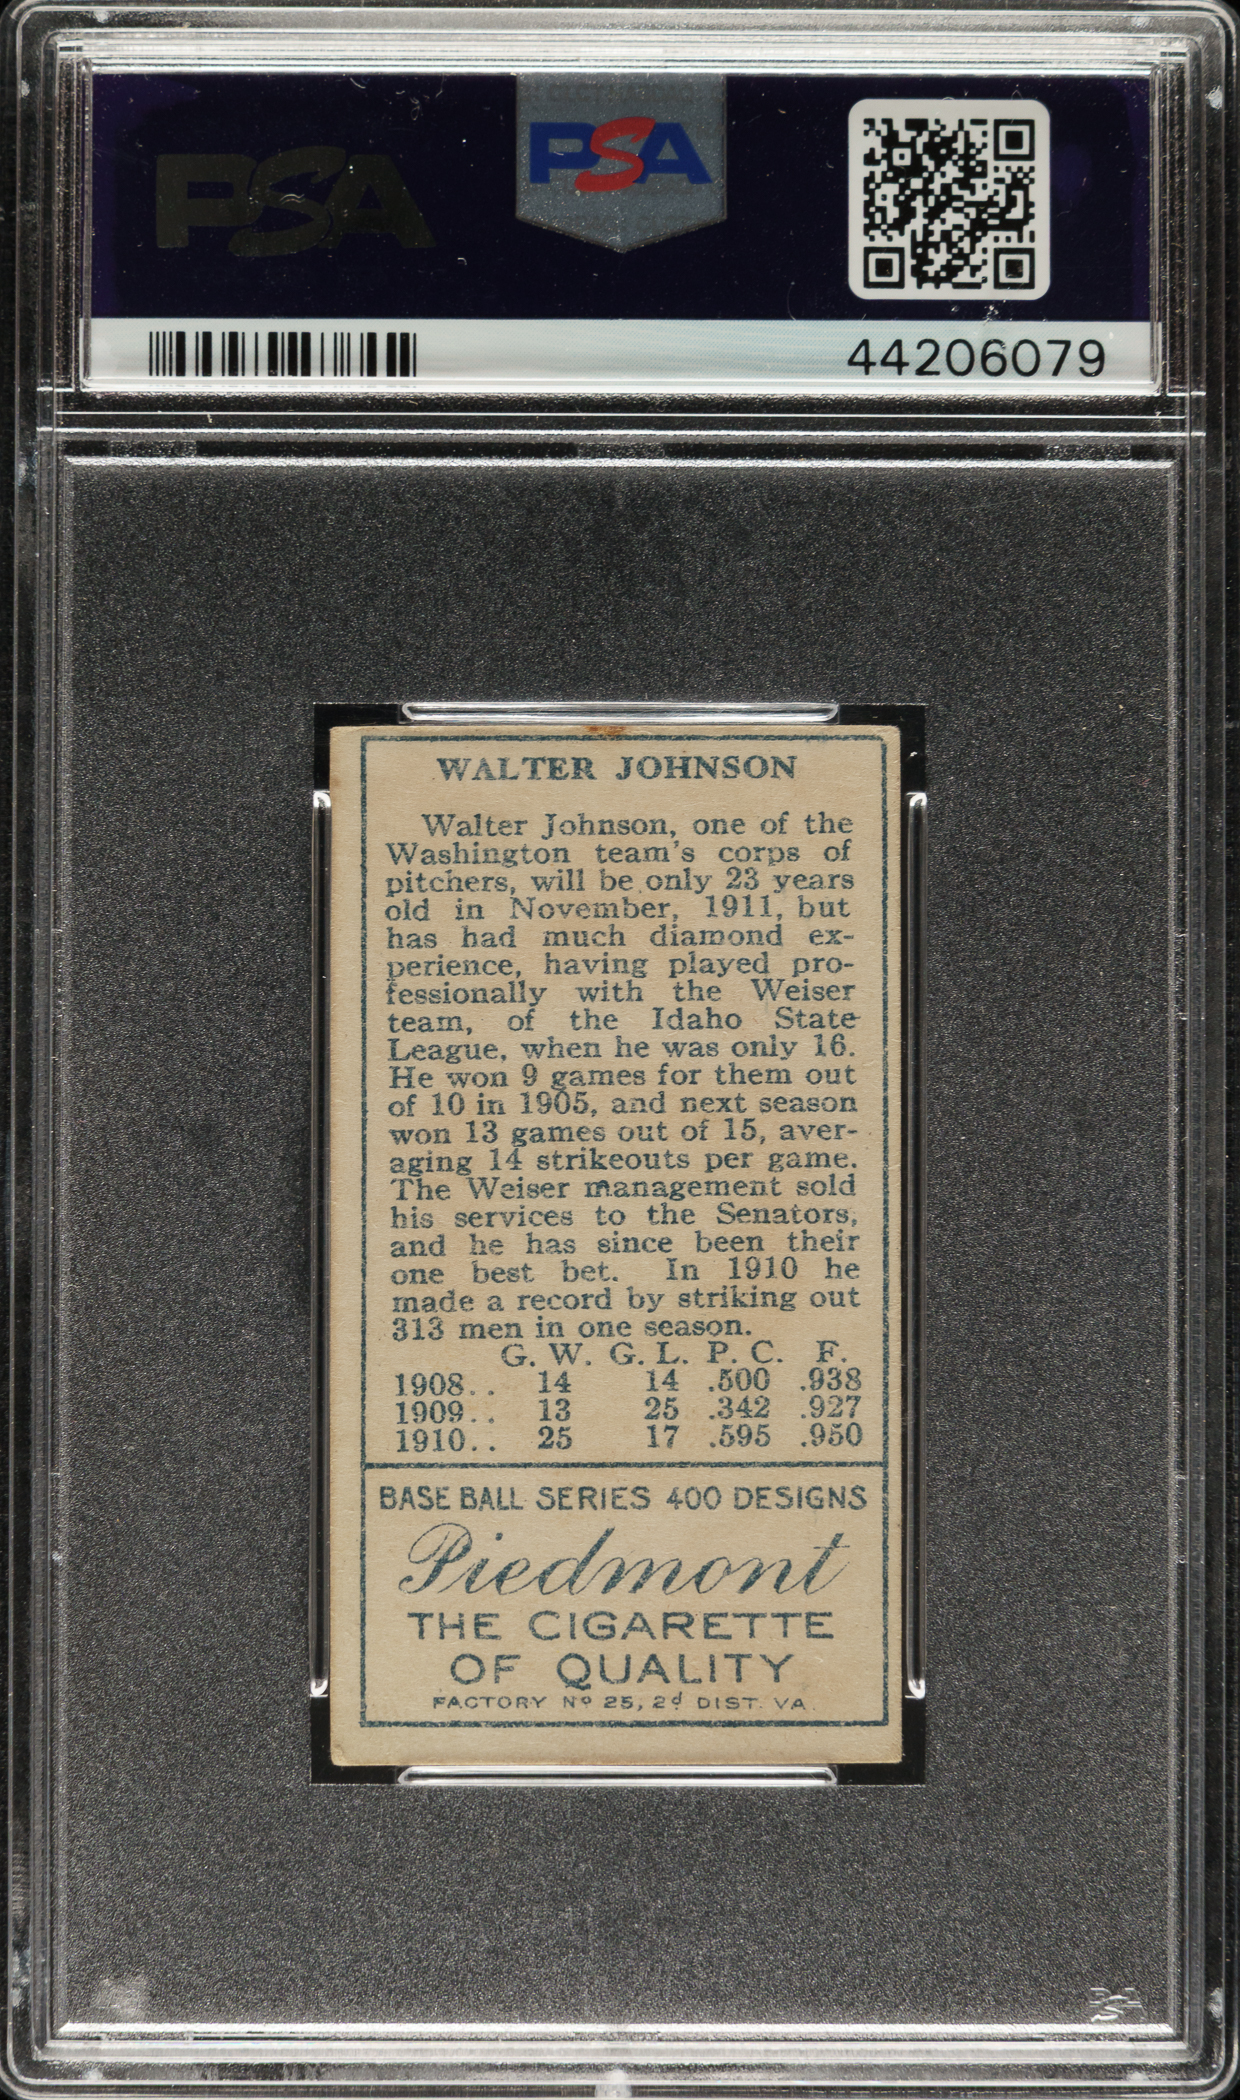 PSA
PSA
44206079
WALTER JOHNSON
Walter Johnson, one of the
Washington team's corps of
pitchers, will be only 23 years
old in November, 1911, but
has had much diamond ex-
perience, having played pro-
fessionally with the Weiser
team, of the Idaho State
League, when he was only 16.
He won 9 games for them out
of 10 in 1905, and next season
won 13 games out of 15, aver-
aging 14 strikeouts per game.
The Weiser management sold
his services to the Senators,
and he has since been their
one best bet. In 1910 he
made a record by striking out
313 men in one season.
G. W. G. L. P. C. F.
1908.. 14 14 .500 .938
1909.. 13 25 .342 .927
1910.. 25 17 .595 .950
BASE BALL SERIES 400 DESIGNS
Piedmont
THE CIGARETTE
OF QUALITY
FACTORY Nº 25, 2d DIST. VA.